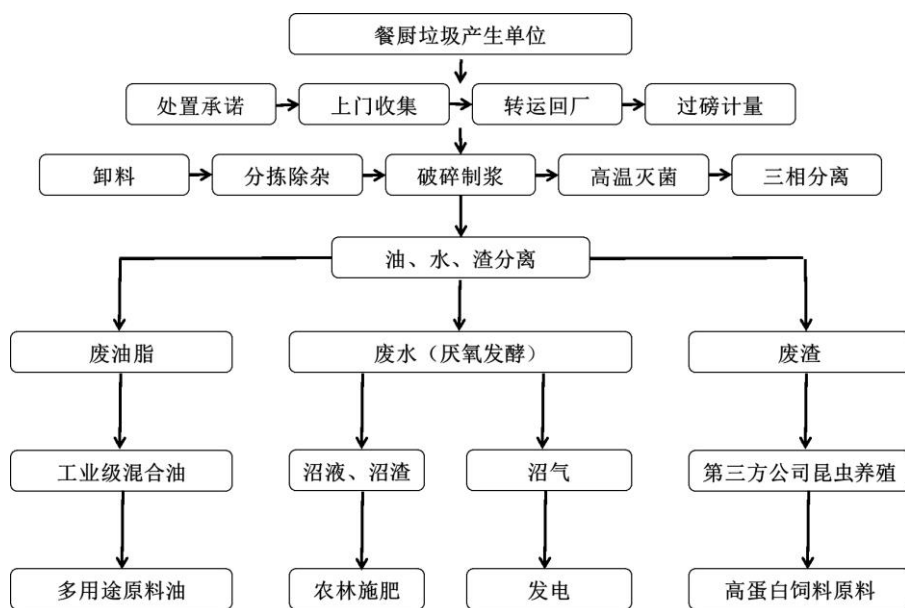 餐厨垃圾产生单位
处置承诺 上门收集 转运回厂 过磅计量
卸料 分拣除杂 破碎制浆 高温灭菌 三相分离
油、水、渣分离
废油脂 废水（厌氧发酵） 废渣
工业级混合油 沼液、沼渣 沼气 第三方公司昆虫养殖
多用途原料油 农林施肥 发电 高蛋白饲料原料